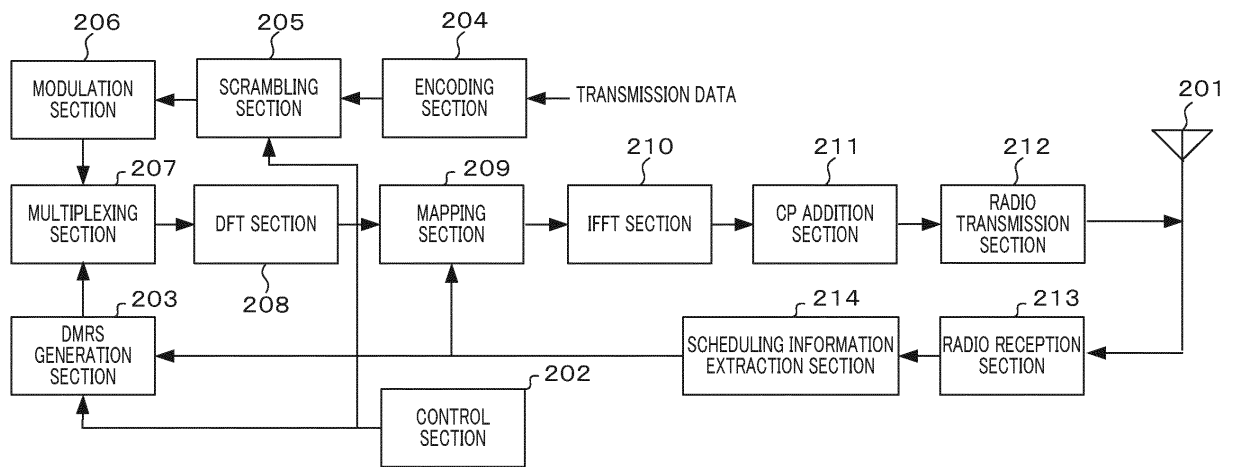 206
205
204
201
MODULATION
SECTION
SCRAMBLING
SECTION
ENCODING
SECTION
TRANSMISSION DATA
207
209
210
211
212
MULTIPLEXING
SECTION
DFT SECTION
MAPPING
SECTION
IFFT SECTION
CP ADDITION
SECTION
RADIO
TRANSMISSION
SECTION
203
208
214
213
DMRS
GENERATION
SECTION
SCHEDULING INFORMATION
EXTRACTION SECTION
RADIO RECEPTION
SECTION
202
CONTROL
SECTION